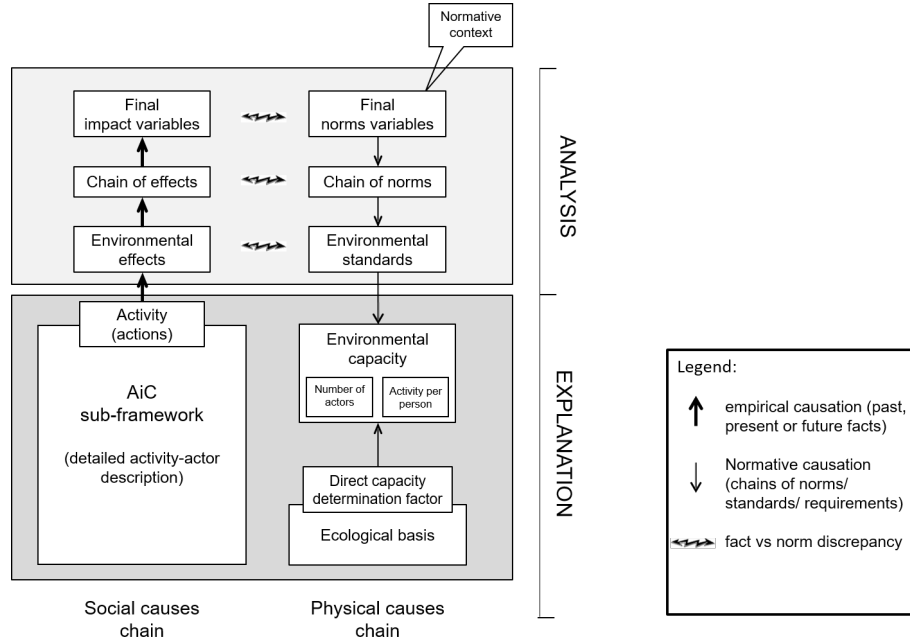 Normative
context
Final
impact variables
Final
norms variables
Chain of effects
Chain of norms
Environmental
effects
Environmental
standards
ANALYSIS
Activity
(actions)
AiC
sub-framework
(detailed activity-actor
description)
Environmental
capacity
Number of
actors
Activity per
person
Direct capacity
determination factor
Ecological basis
EXPLANATION
Social causes
chain
Physical causes
chain
Legend:
empirical causation (past,
present or future facts)
Normative causation
(chains of norms/
standards/ requirements)
fact vs norm discrepancy